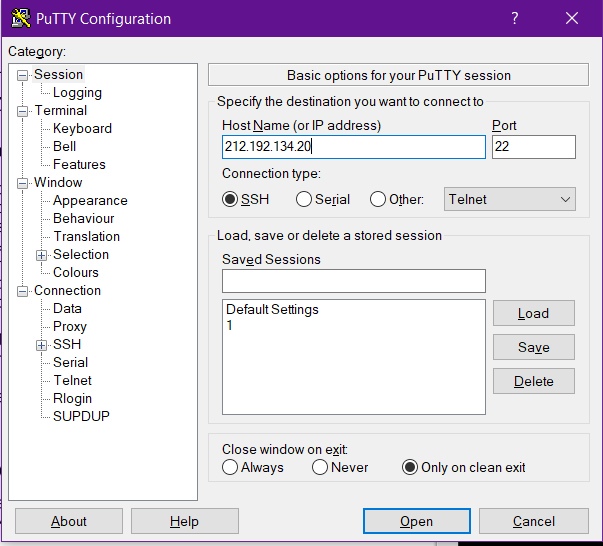 PuTTY Configuration
Category:
Session
Logging
Terminal
Keyboard
Bell
Features
Window
Appearance
Behaviour
Translation
Selection
Colours
Connection
Data
Proxy
SSH
Serial
Telnet
Rlogin
SUPDUP
Basic options for your PuTTY session
Specify the destination you want to connect to
Host Name (or IP address) Port
212.192.134.20 22
Connection type:
SSH Serial Other: Telnet
Load, save or delete a stored session
Saved Sessions
Default Settings
1
Load
Save
Delete
Close window on exit:
Always Never Only on clean exit
About Help Open Cancel